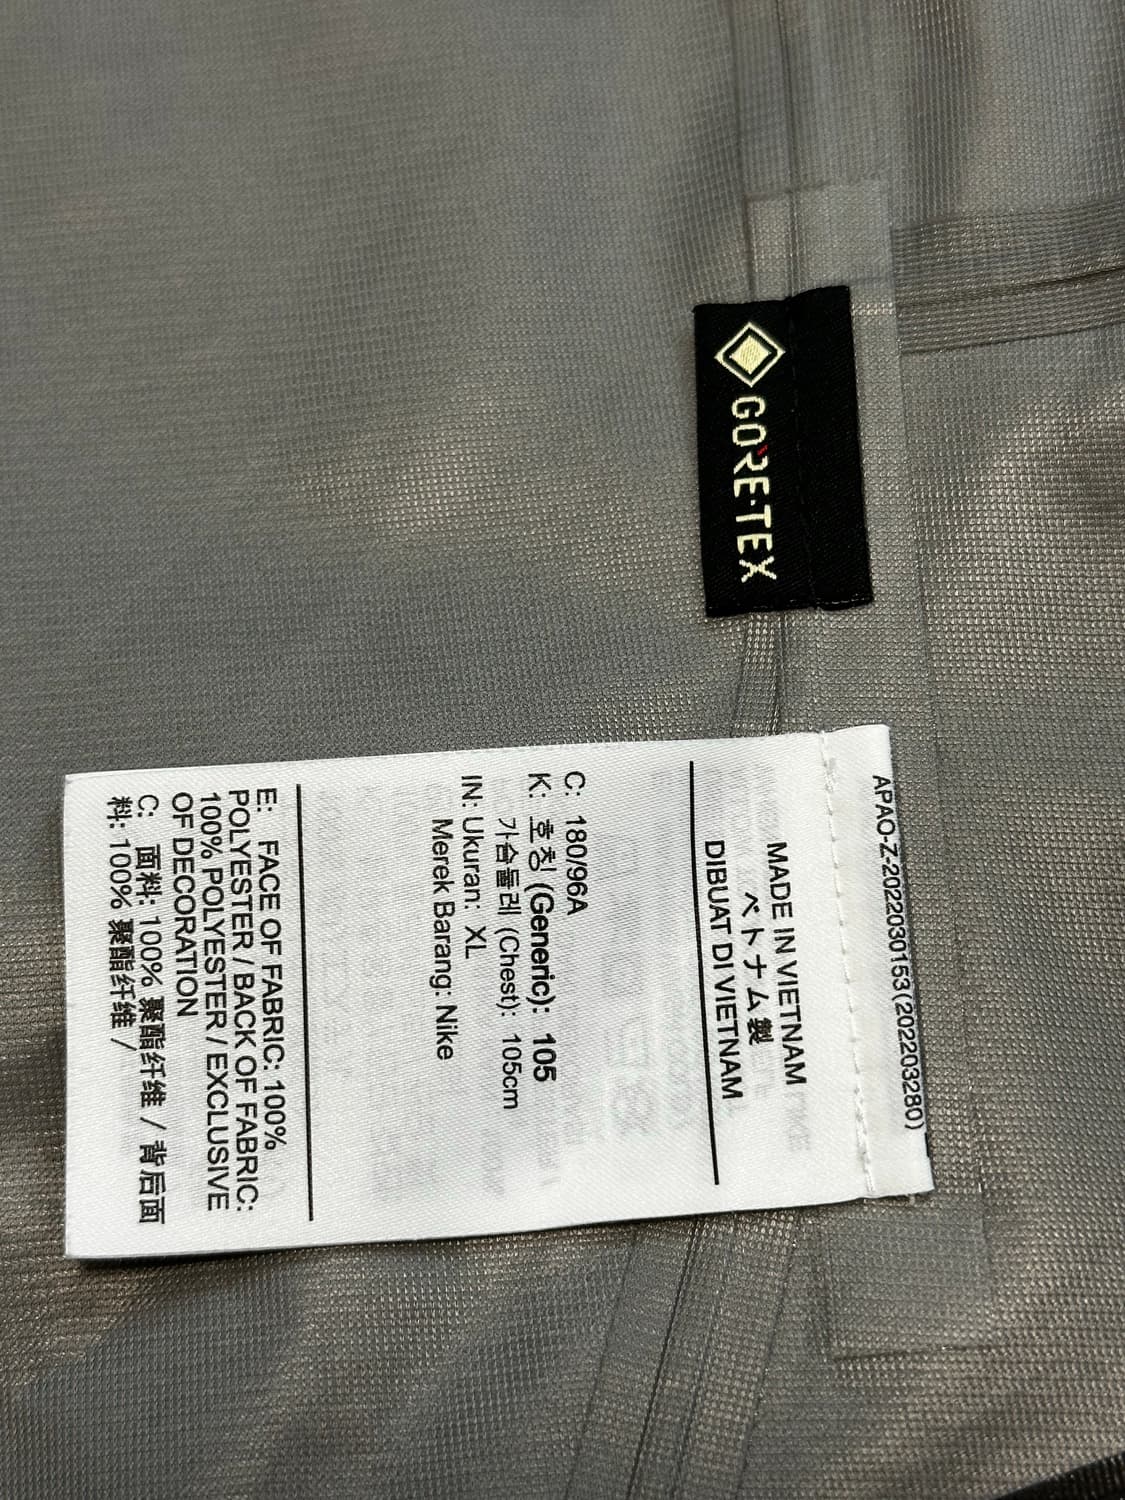 GORE-TEX
APAO-Z-2022030153(202203280)
MADE IN VIETNAM
ベトナム製
DIBUAT DI VIETNAM
C: 180/96A
K: 호칭 (Generic): 105
가슴둘레 (Chest): 105cm
IN: Ukuran: XL
Merek Barang: Nike
E: FACE OF FABRIC: 100%
POLYESTER / BACK OF FABRIC:
100% POLYESTER / EXCLUSIVE
OF DECORATION
C: 面料: 100% 聚酯纤维 / 背后面
料: 100% 聚酯纤维 /